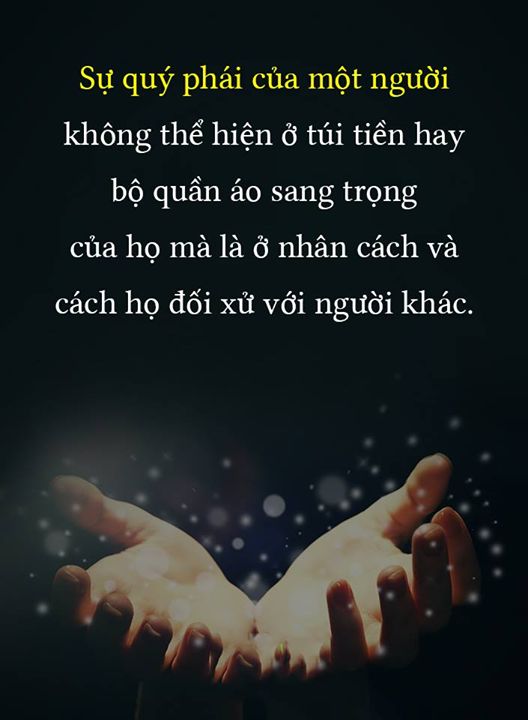 Sự quý phái của một người
không thể hiện ở túi tiền hay
bộ quần áo sang trọng
của họ mà là ở nhân cách và
cách họ đối xử với người khác.